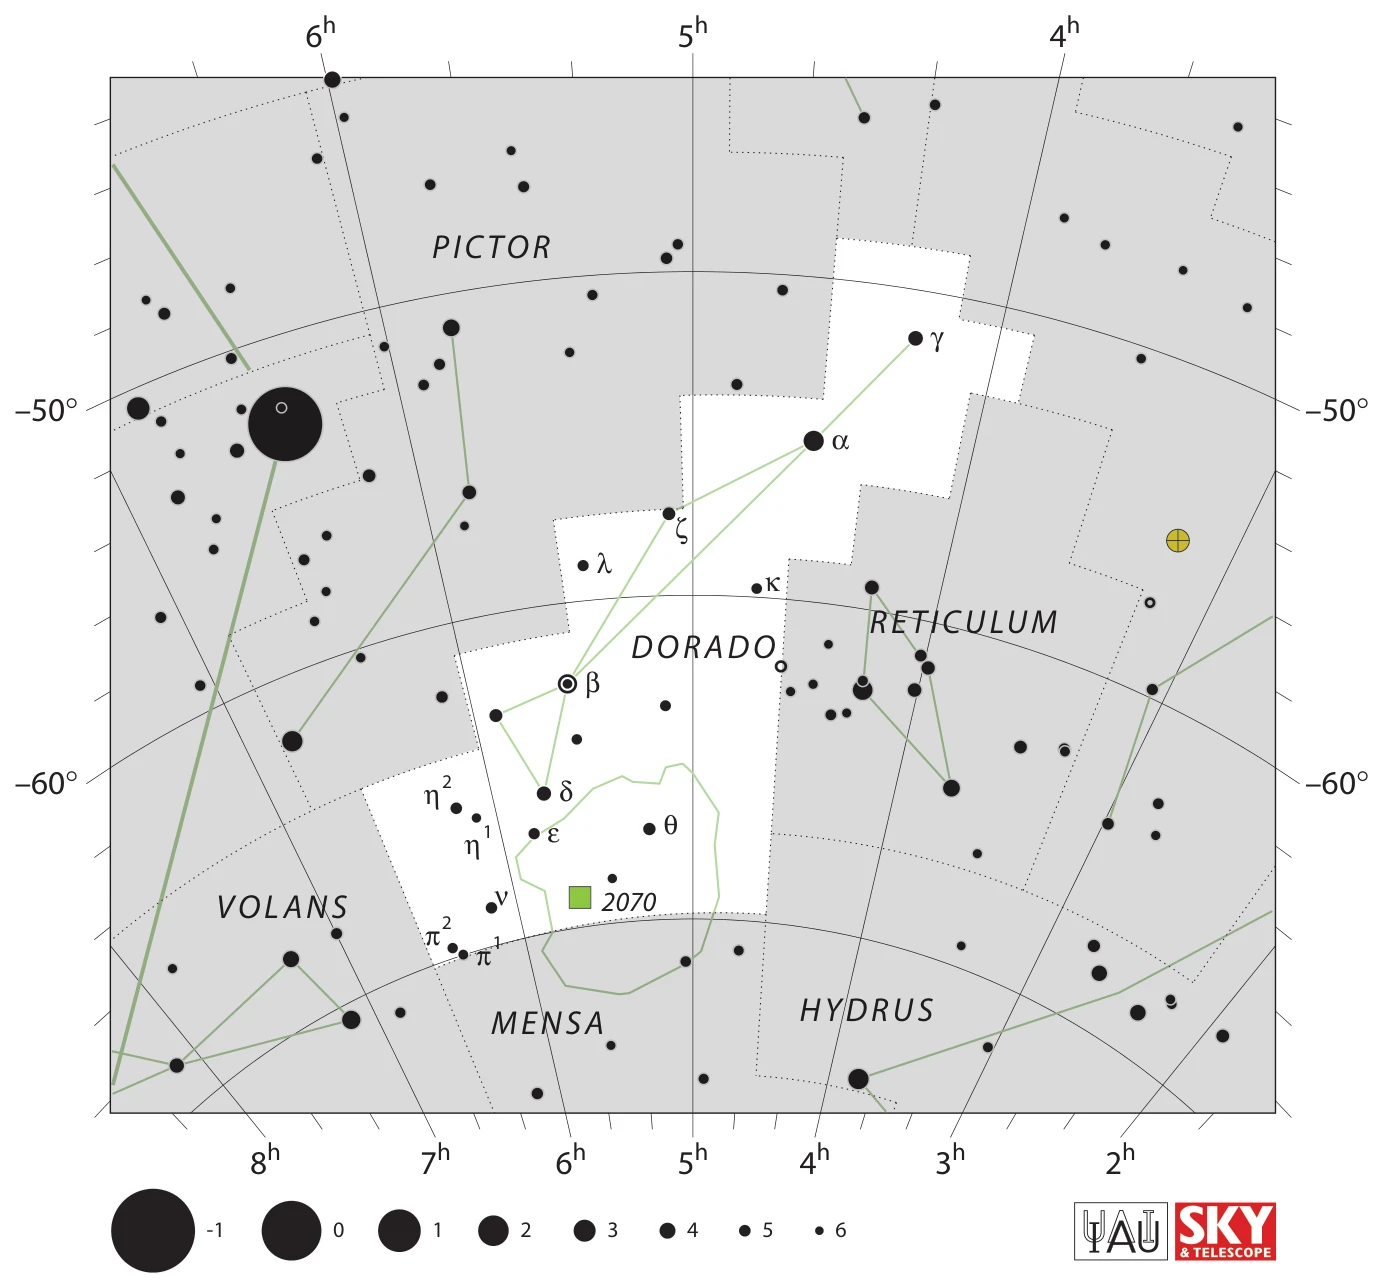 6h 5h 4h
PICTOR
γ
–50° –50°
α
ζ
λ
κ
RETICULUM
DORADO
β
–60° –60°
η2
δ
η1
ε
θ
VOLANS
ν
2070
π2
π1
HYDRUS
MENSA
8h 7h 6h 5h 4h 3h 2h
-1 0 1 2 3 4 5 6
IAU
SKY
& TELESCOPE